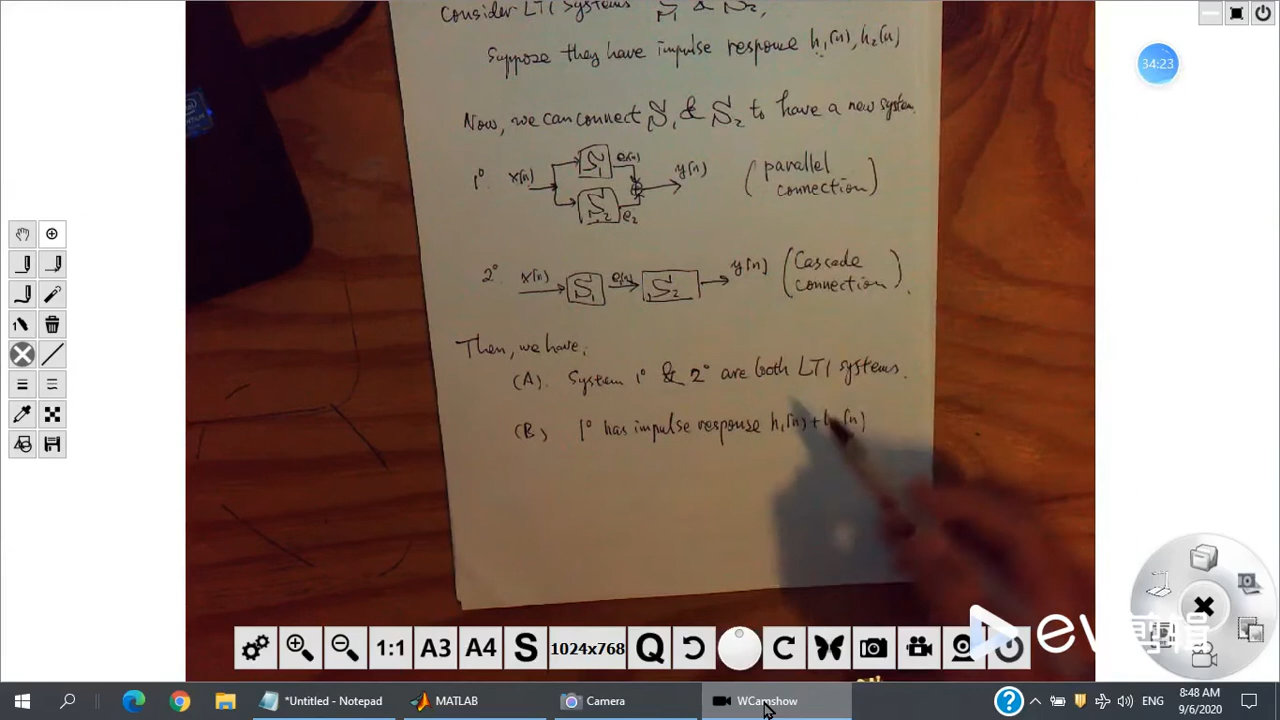 Consider LTI Systems S1 & S2,
Suppose they have impulse response h1[n], h2[n]
Now, we can connect S1 & S2 to have a new system.
1° x[n] S1 e1[n] y[n] (parallel connection)
S2 e2
2° x[n] S1 e[n] S2 y[n] (Cascade connection).
Then, we have,
(A). System 1° & 2° are both LTI systems.
(B) 1° has impulse response h1[n]+h2[n]
34:23
1:1 A3 A4 S 1024x768 Q
*Untitled - Notepad
MATLAB
Camera
WCamshow
ENG
8:48 AM
9/6/2020